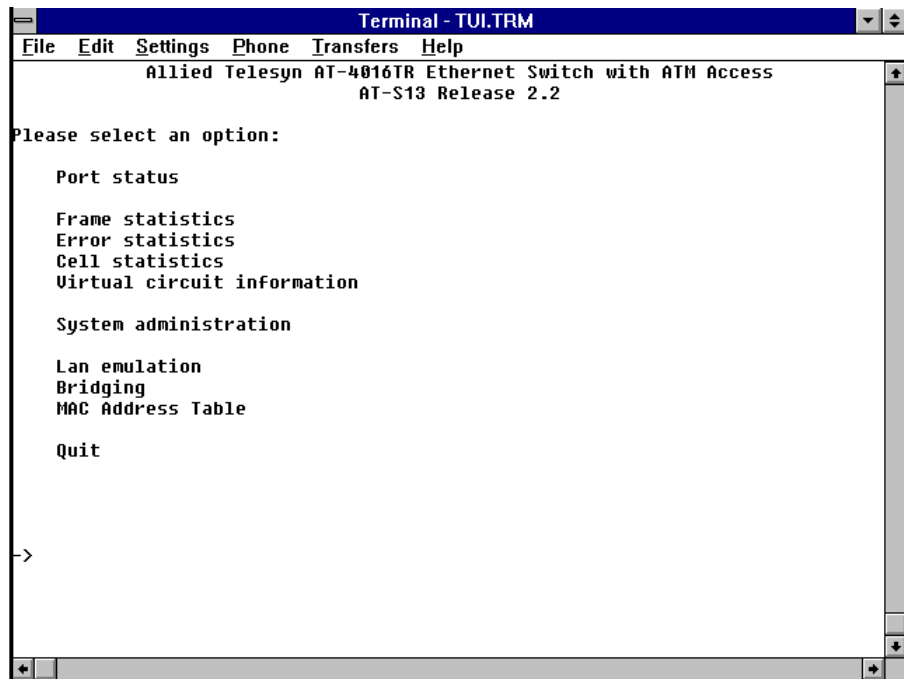 Terminal - TUI.TRM
File Edit Settings Phone Transfers Help
Allied Telesyn AT-4016TR Ethernet Switch with ATM Access
AT-S13 Release 2.2
Please select an option:
Port status
Frame statistics
Error statistics
Cell statistics
Virtual circuit information
System administration
Lan emulation
Bridging
MAC Address Table
Quit
->